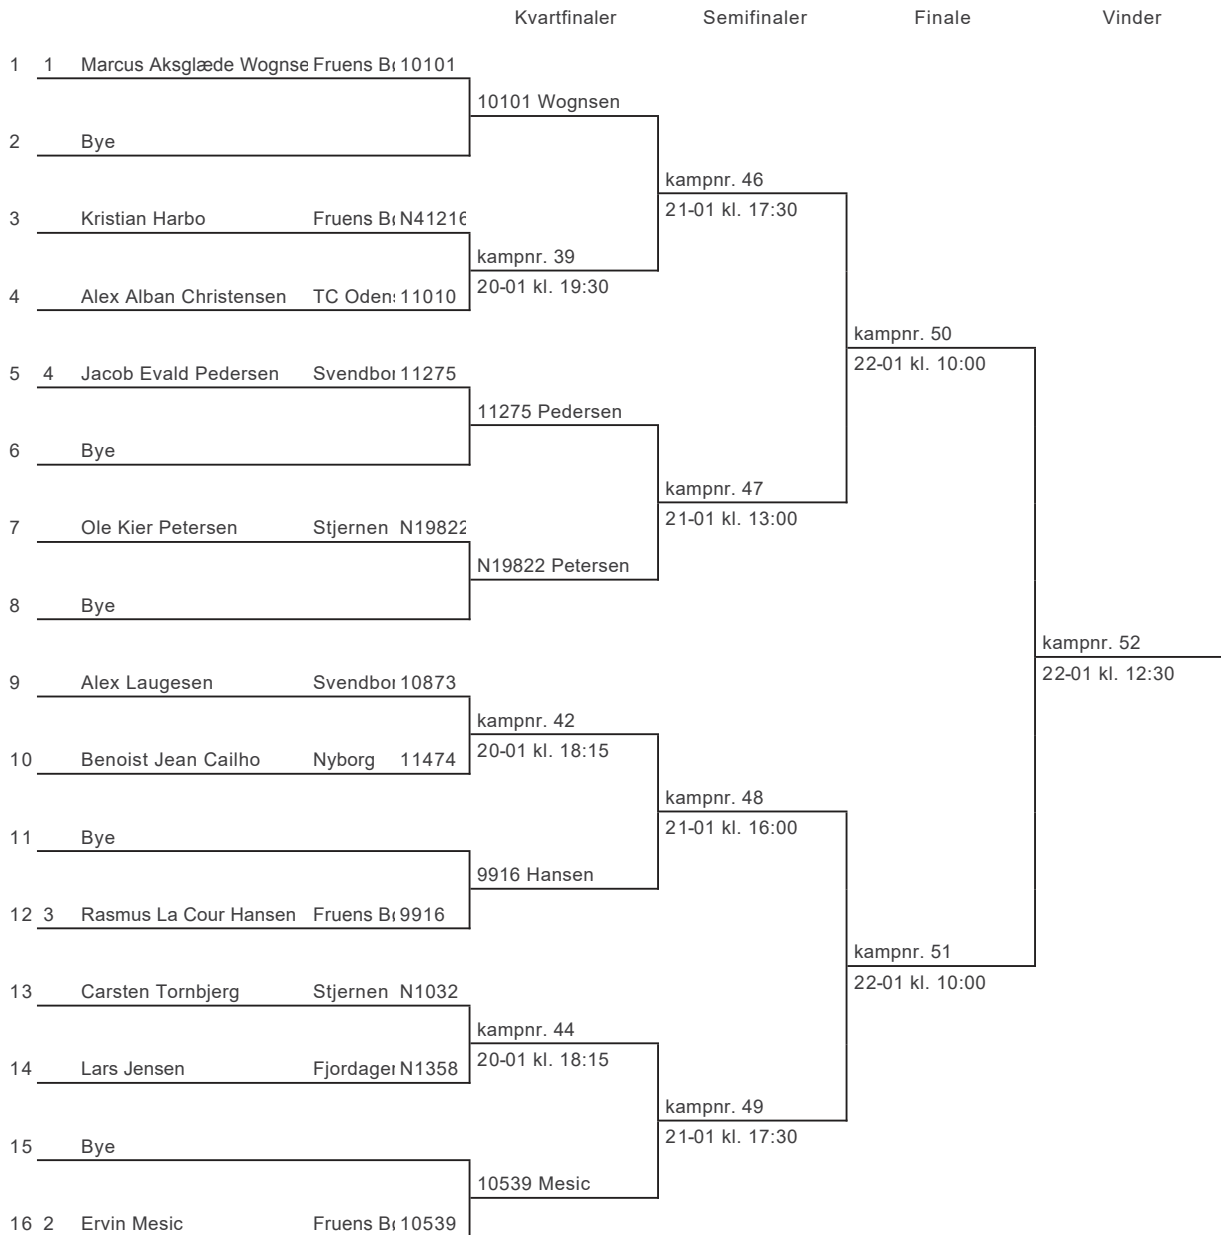 Kvartfinaler Semifinaler Finale Vinder
1 1 Marcus Aksglæde Wognse Fruens Bø 10101
10101 Wognsen
2 Bye
kampnr. 46
21-01 kl. 17:30
3 Kristian Harbo Fruens Bø N41216
kampnr. 39
20-01 kl. 19:30
4 Alex Alban Christensen TC Odens 11010
kampnr. 50
22-01 kl. 10:00
5 4 Jacob Evald Pedersen Svendbor 11275
11275 Pedersen
6 Bye
kampnr. 47
21-01 kl. 13:00
7 Ole Kier Petersen Stjernen N19822
N19822 Petersen
8 Bye
kampnr. 52
22-01 kl. 12:30
9 Alex Laugesen Svendbor 10873
kampnr. 42
20-01 kl. 18:15
10 Benoist Jean Cailho Nyborg 11474
kampnr. 48
21-01 kl. 16:00
11 Bye
9916 Hansen
12 3 Rasmus La Cour Hansen Fruens Bø 9916
kampnr. 51
22-01 kl. 10:00
13 Carsten Tornbjerg Stjernen N1032
kampnr. 44
20-01 kl. 18:15
14 Lars Jensen Fjordager N1358
kampnr. 49
21-01 kl. 17:30
15 Bye
10539 Mesic
16 2 Ervin Mesic Fruens Bø 10539